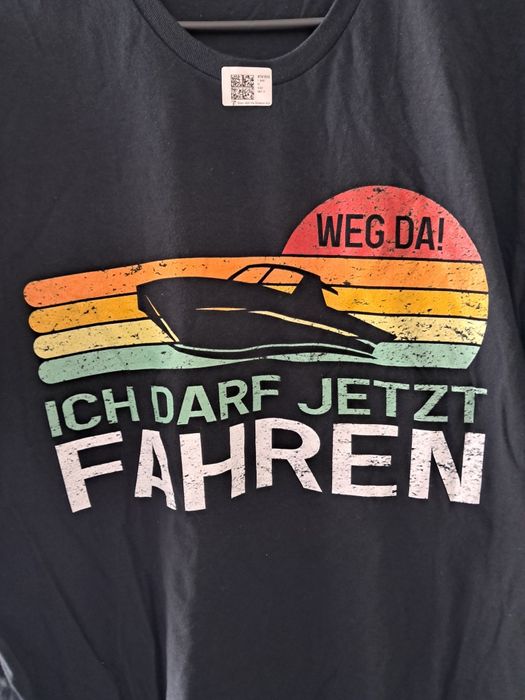 WEG DA!
ICH DARF JETZT
FAHREN